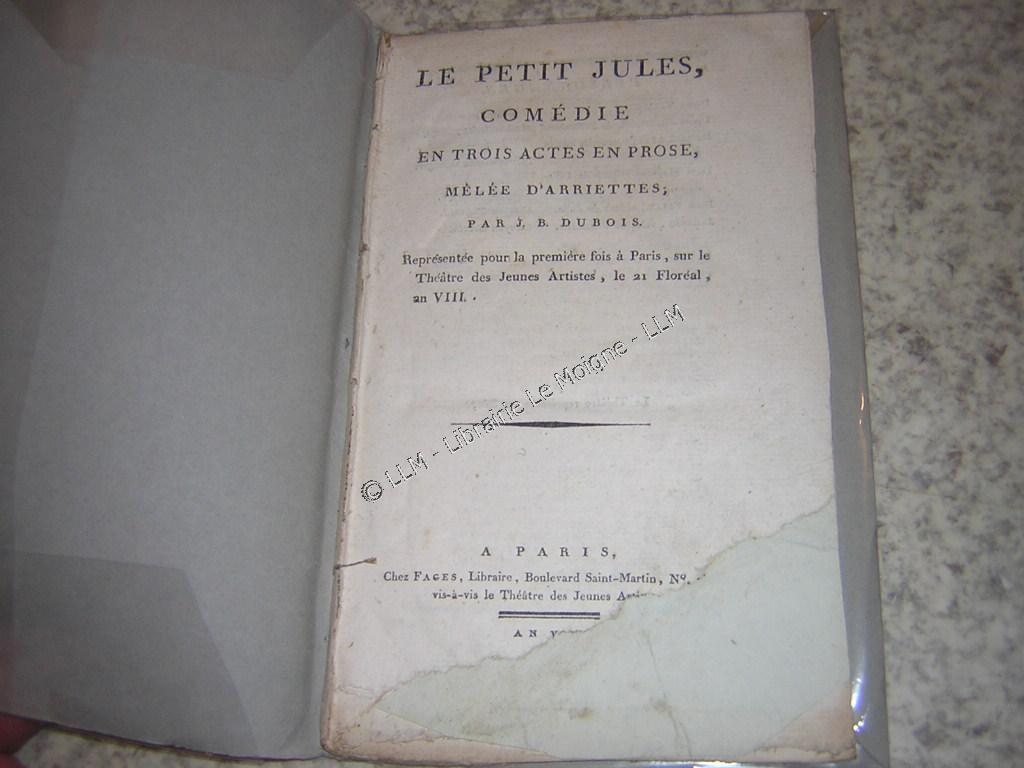 LE PETIT JULES,
COMÉDIE
EN TROIS ACTES EN PROSE,
MÊLÉE D'ARRIETTES;
PAR J. B. DUBOIS.
Représentée pour la première fois à Paris, sur le
Théâtre des Jeunes Artistes, le 21 Floréal,
an VIII.
© LLM - Librairie Le Moigne - LLM
A PARIS,
Chez FAGES, Libraire, Boulevard Saint-Martin, Nº.
vis-à-vis le Théâtre des Jeunes
AN